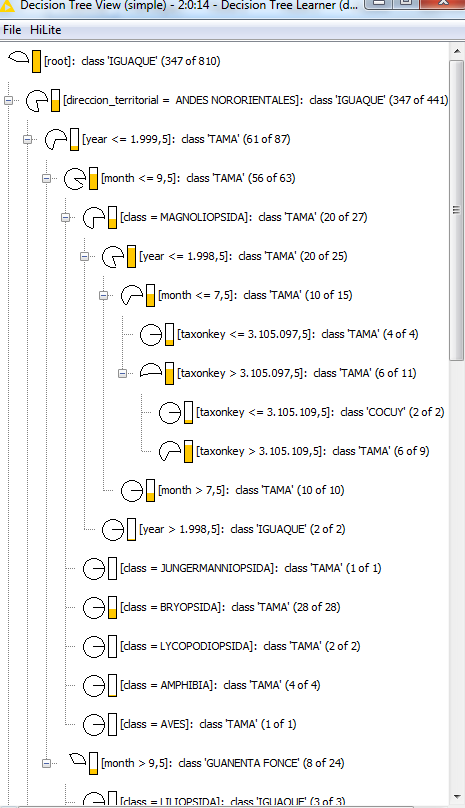 Decision Tree View (simple) - 2:0:14 - Decision Tree Learner (d...
File HiLite
[root]: class 'IGUAQUE' (347 of 810)
[direccion_territorial = ANDES NORORIENTALES]: class 'IGUAQUE' (347 of 441)
[year <= 1.999,5]: class 'TAMA' (61 of 87)
[month <= 9,5]: class 'TAMA' (56 of 63)
[class = MAGNOLIOPSIDA]: class 'TAMA' (20 of 27)
[year <= 1.998,5]: class 'TAMA' (20 of 25)
[month <= 7,5]: class 'TAMA' (10 of 15)
[taxonkey <= 3.105.097,5]: class 'TAMA' (4 of 4)
[taxonkey > 3.105.097,5]: class 'TAMA' (6 of 11)
[taxonkey <= 3.105.109,5]: class 'COCUY' (2 of 2)
[taxonkey > 3.105.109,5]: class 'TAMA' (6 of 9)
[month > 7,5]: class 'TAMA' (10 of 10)
[year > 1.998,5]: class 'IGUAQUE' (2 of 2)
[class = JUNGERMANNIOPSIDA]: class 'TAMA' (1 of 1)
[class = BRYOPSIDA]: class 'TAMA' (28 of 28)
[class = LYCOPODIOPSIDA]: class 'TAMA' (2 of 2)
[class = AMPHIBIA]: class 'TAMA' (4 of 4)
[class = AVES]: class 'TAMA' (1 of 1)
[month > 9,5]: class 'GUANENTA FONCE' (8 of 24)
[class = LILIOPSIDA]: class 'IGUAQUE' (3 of 3)